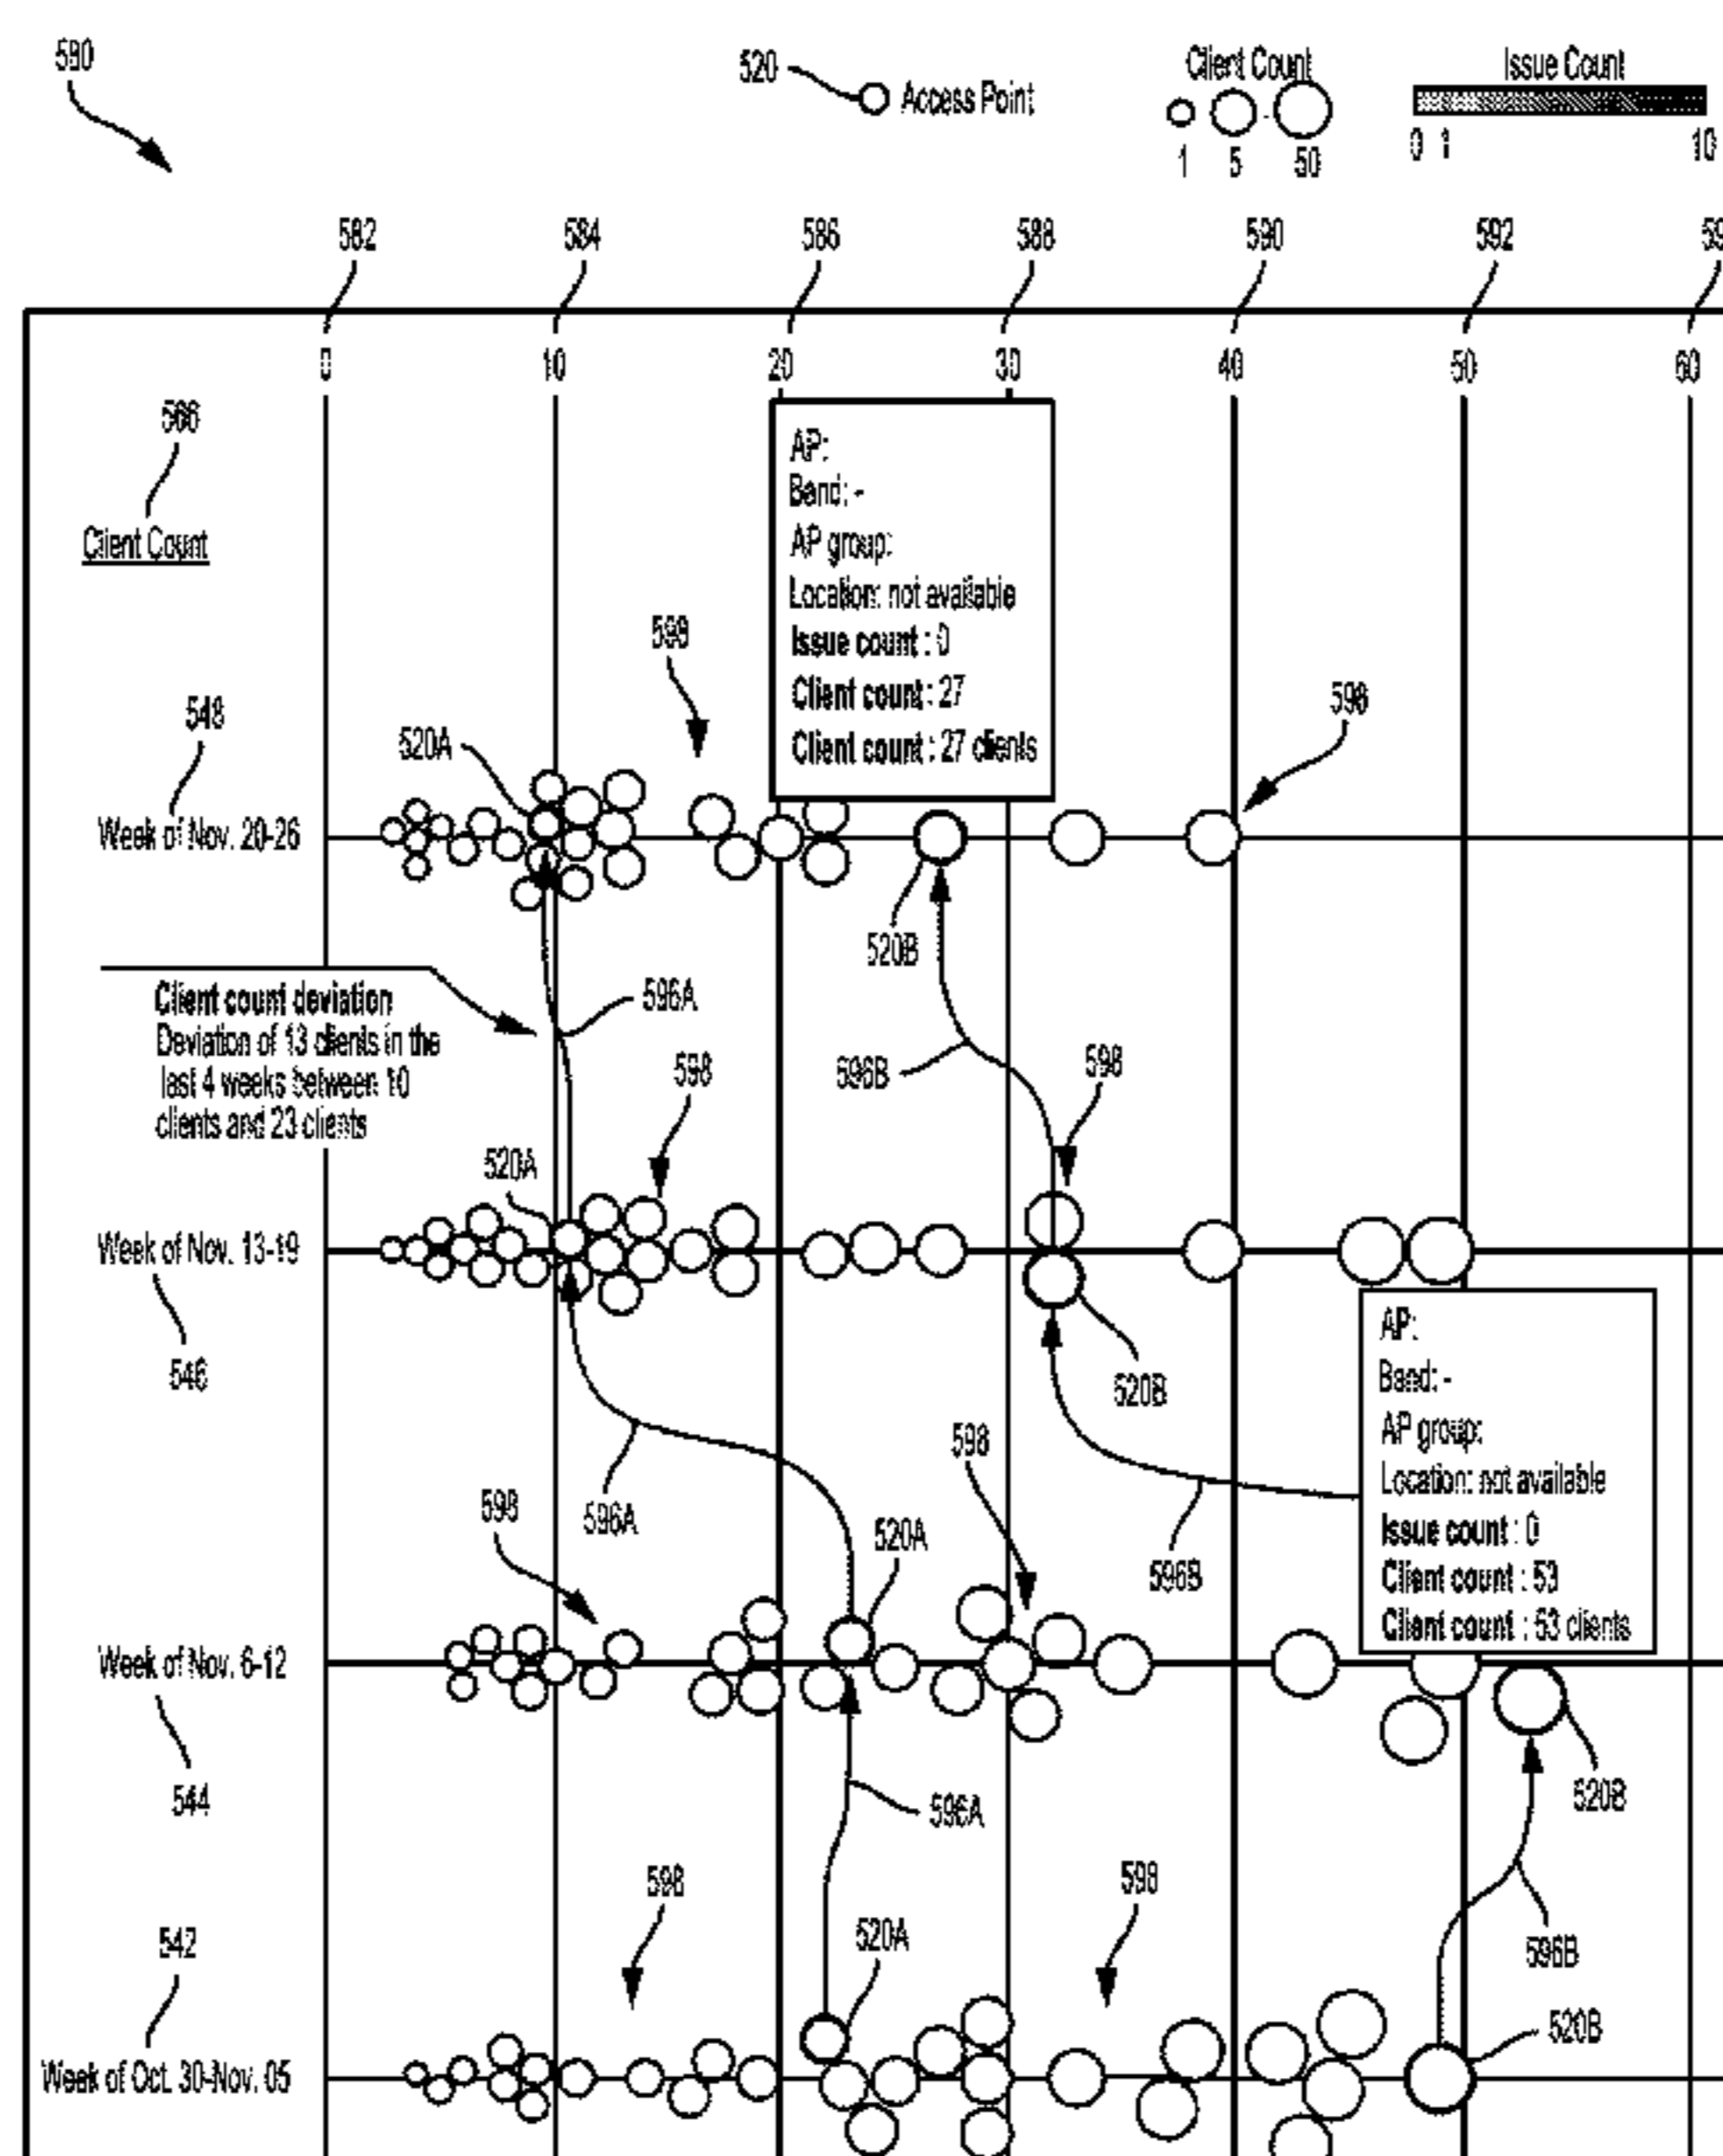 590
520
Access Point
Client Count
1 5 50
Issue Count
0 1 10
582 584 586 588 590 592
0 10 20 30 40 50 60
566
Client Count
AP:
Band: -
AP group:
Location: not available
Issue count : 0
Client count : 27
Client count : 27 clients
598
598
548
520A
Week of Nov. 20-26
520B
Client count deviation
Deviation of 13 clients in the
last 4 weeks between 10
clients and 23 clients
596A
598
596B
598
520A
Week of Nov. 13-19
546
520B
AP:
Band: -
AP group:
Location: not available
Issue count : 0
Client count : 53
Client count : 53 clients
596A
598
598
520A
596B
Week of Nov. 6-12
544
596A
520B
598
598
542
520A
596B
520B
Week of Oct. 30-Nov. 05